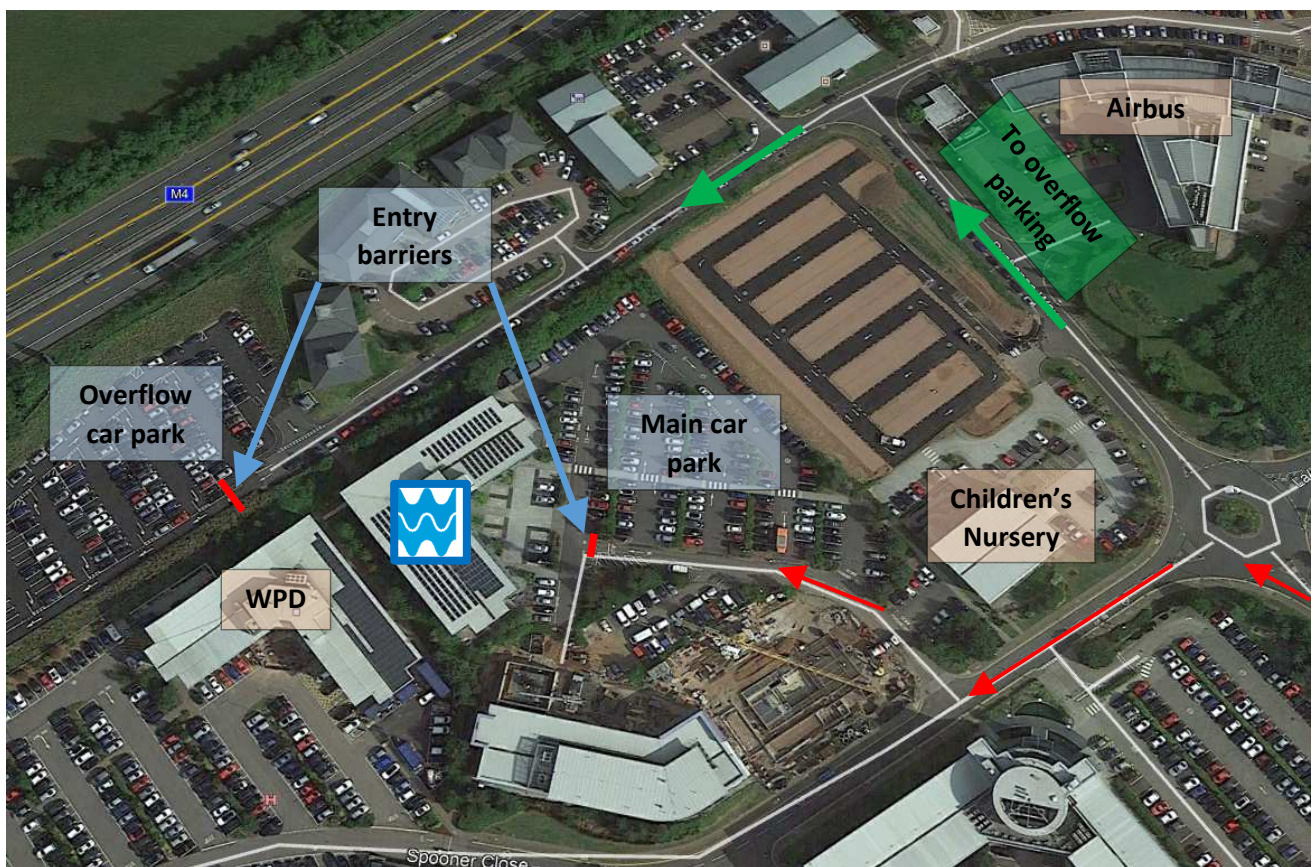 Airbus
To overflow
parking
M4
Entry
barriers
Overflow
car park
Main car
park
Children's
Nursery
WPD
H
Spooner Close